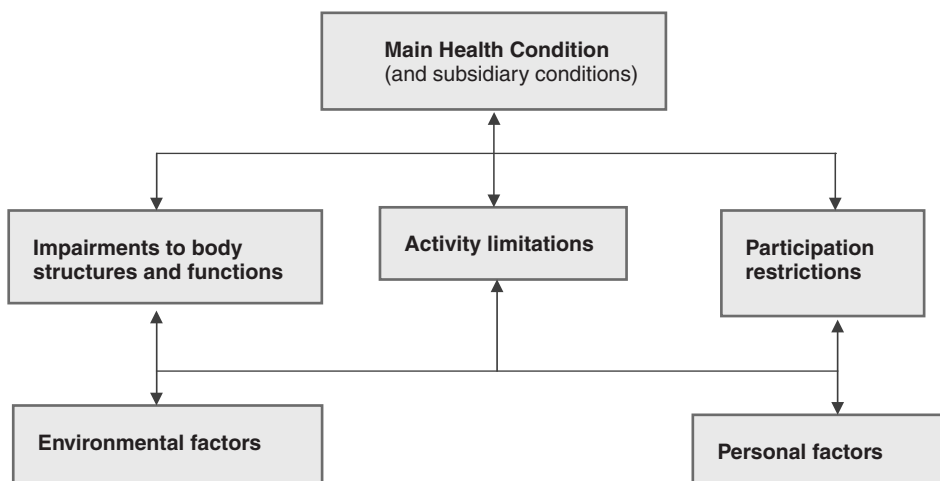 Main Health Condition
(and subsidiary conditions)
Impairments to body
structures and functions
Activity limitations
Participation
restrictions
Environmental factors
Personal factors